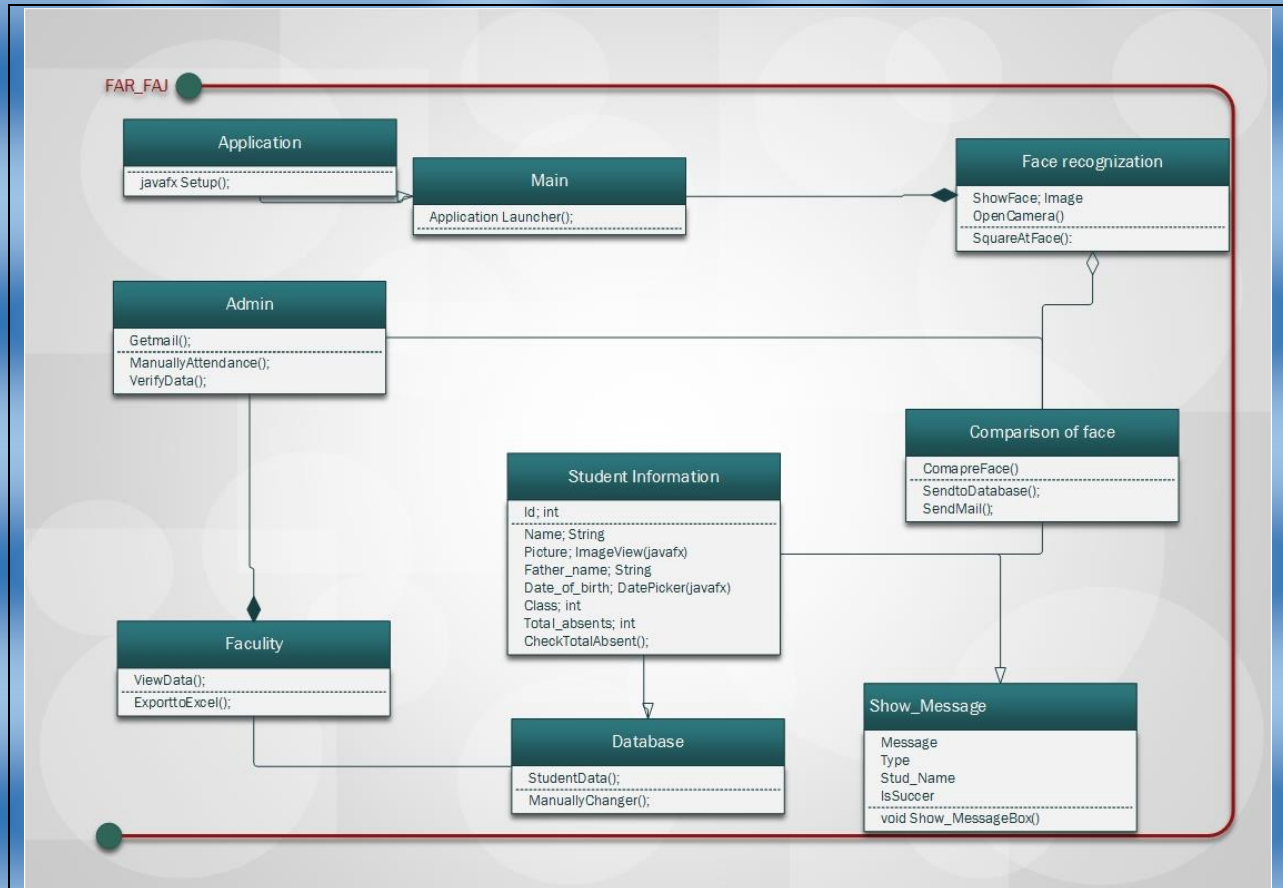 FAR_FAJ
Application
javafx Setup();
Main
Application Launcher();
Face recognization
ShowFace; Image
OpenCamera()
SquareAtFace():
Admin
Getmail();
ManuallyAttendance();
VerifyData();
Comparison of face
ComapreFace()
SendtoDatabase();
SendMail();
Student Information
Id; int
Name; String
Picture; ImageView(javafx)
Father_name; String
Date_of_birth; DatePicker(javafx)
Class; int
Total_absents; int
CheckTotalAbsent();
Faculity
ViewData();
ExporttoExcel();
Database
StudentData();
ManuallyChanger();
Show_Message
Message
Type
Stud_Name
IsSuccer
void Show_MessageBox()